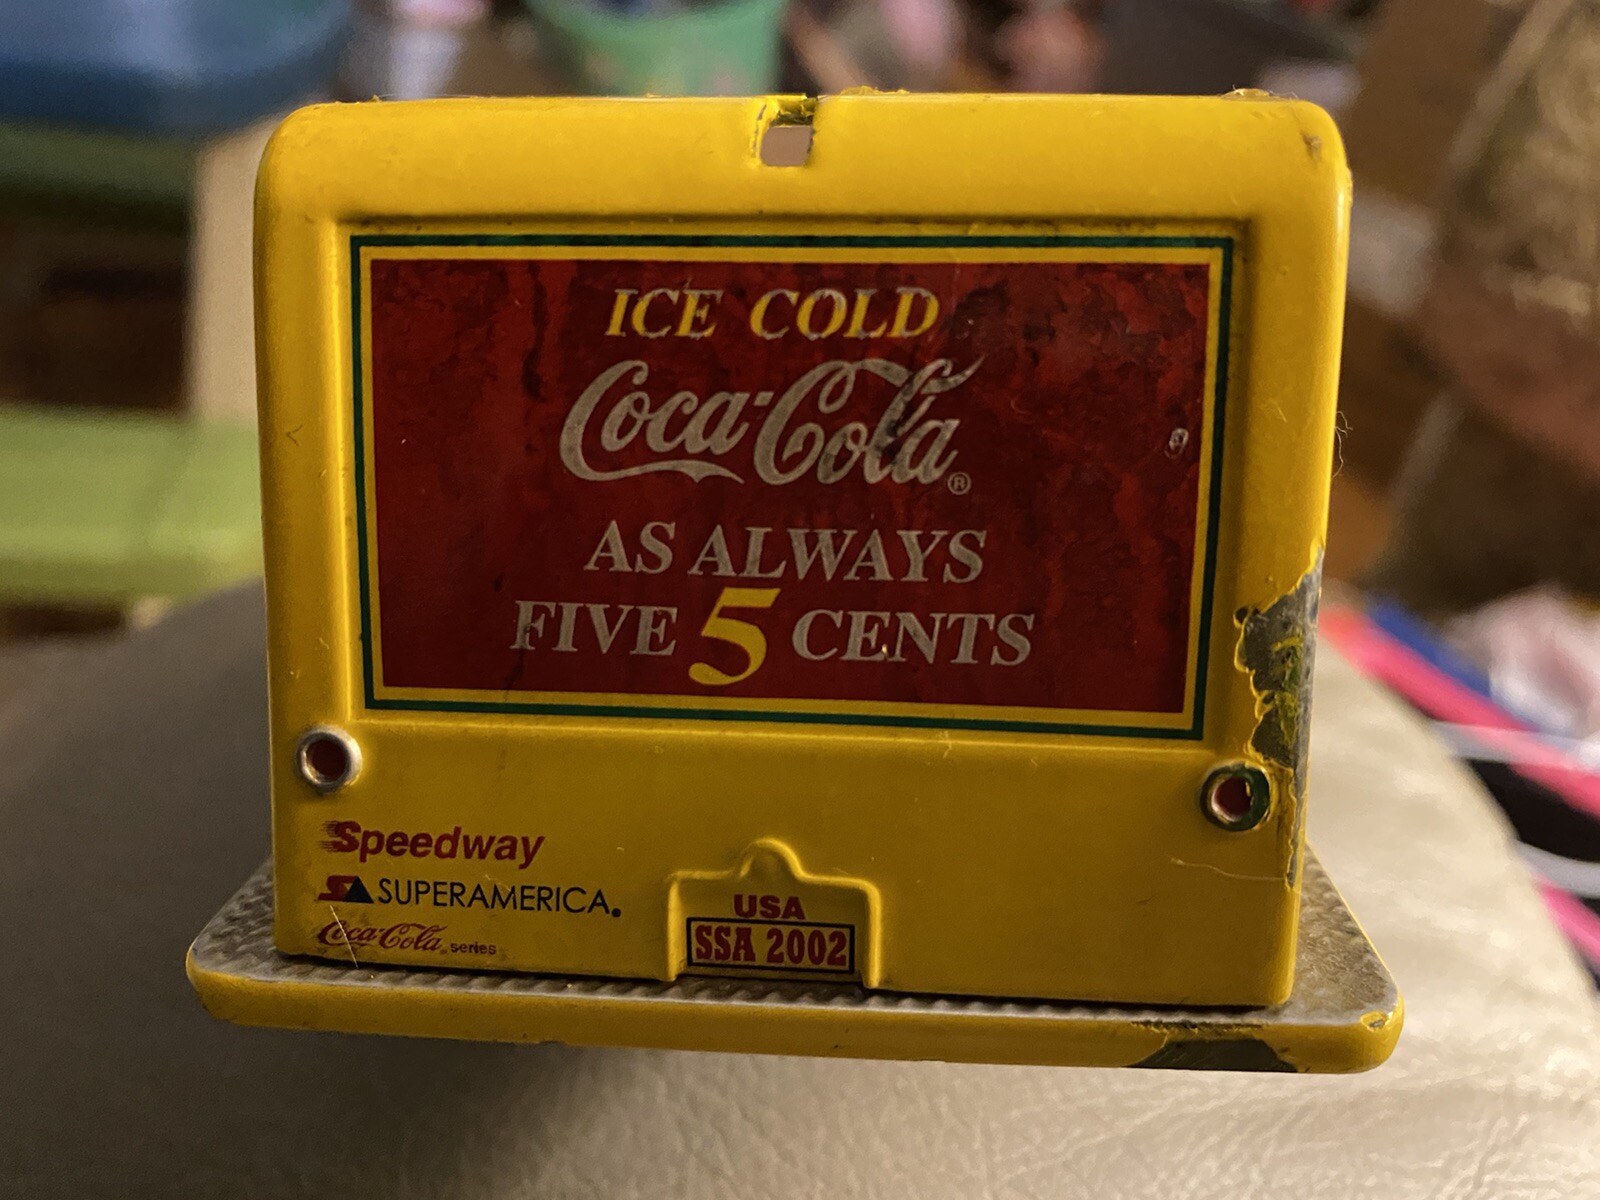 ICE COLD
Coca-Cola®
AS ALWAYS
FIVE 5 CENTS
Speedway
SUPERAMERICA.
Coca-Cola series
USA
SSA 2002